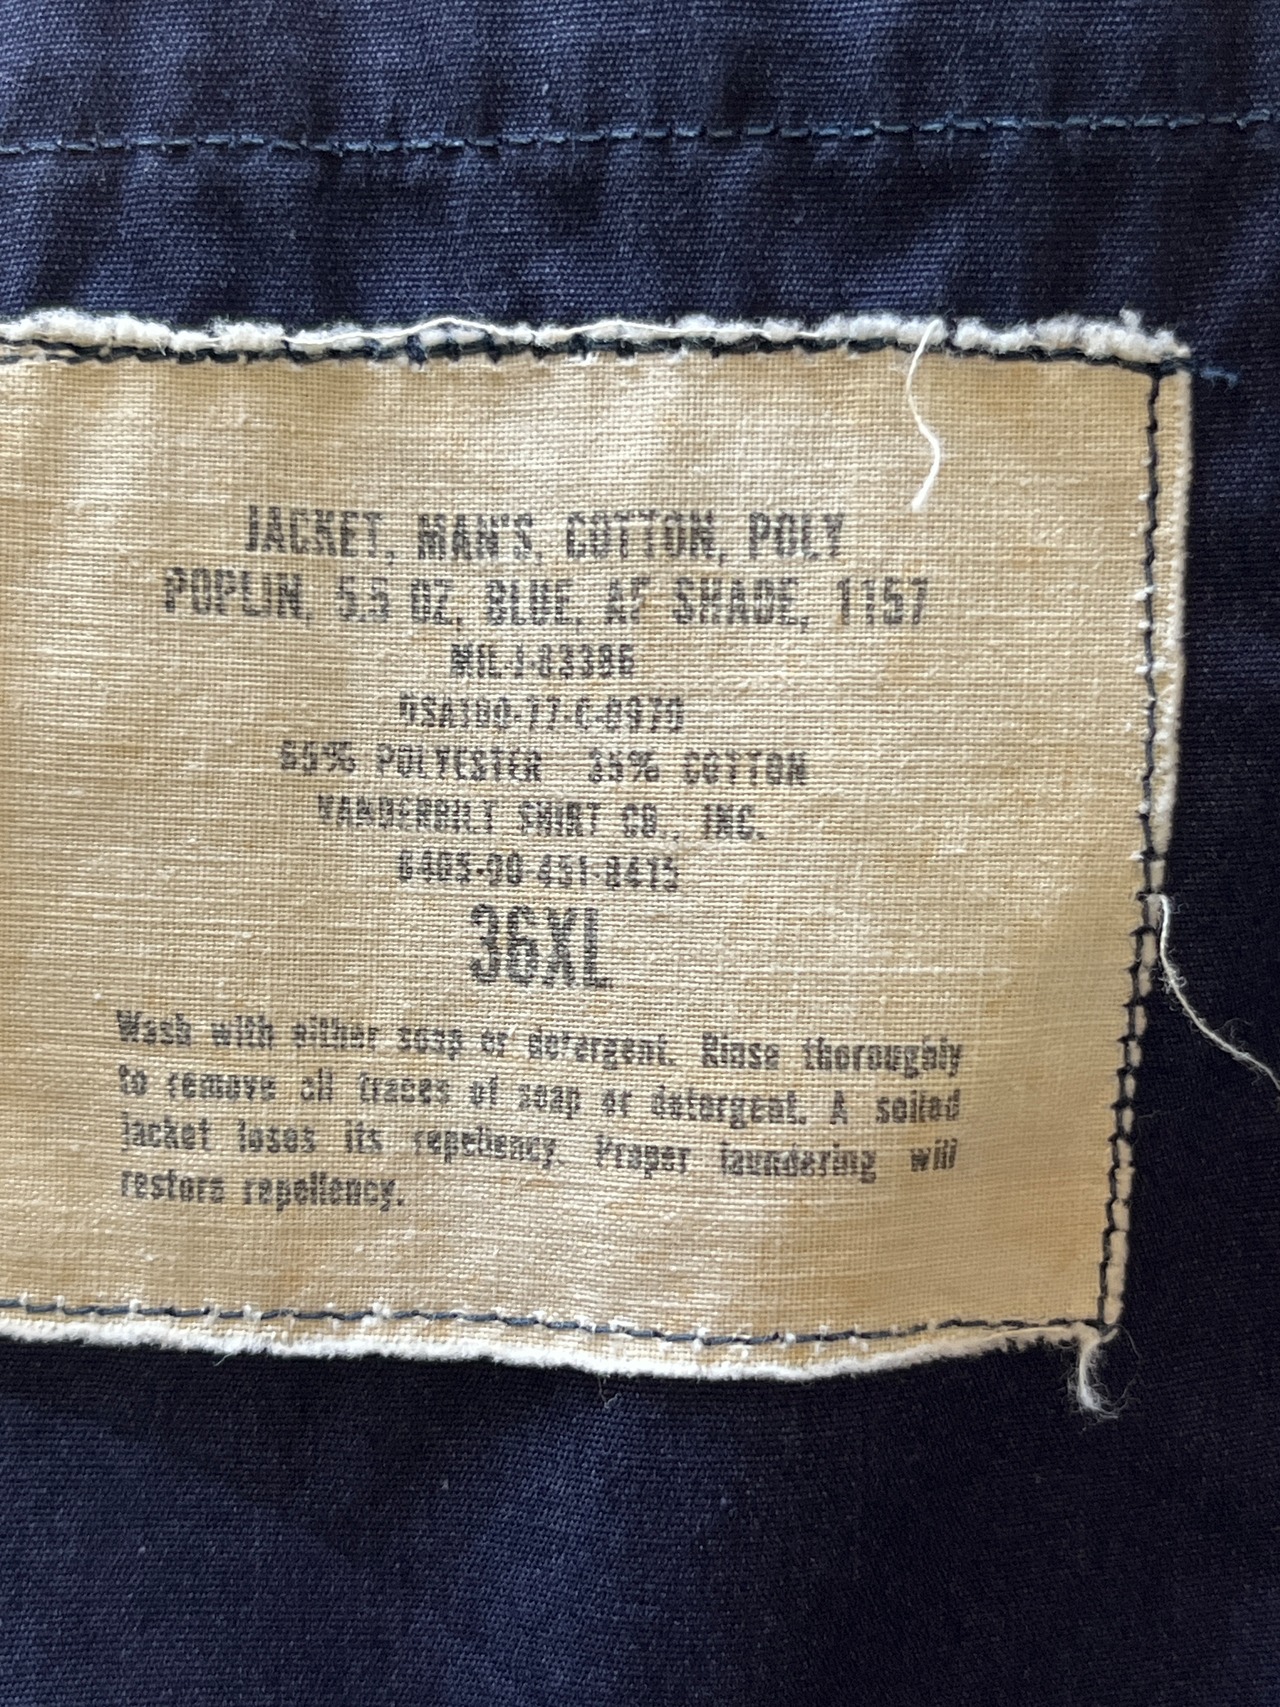 JACKET, MAN'S, COTTON, POLY
POPLIN, 5.5 OZ, BLUE, AF SHADE, 1157
MIL-J-83396
DSA100-77-C-0970
65% POLYESTER 35% COTTON
VANDERBILT SHIRT CO., INC.
8405-00-451-8415
36XL
Wash with either soap or detergent. Rinse thoroughly
to remove all traces of soap or detergent. A soiled
jacket loses its repellency. Proper laundering will
restore repellency.